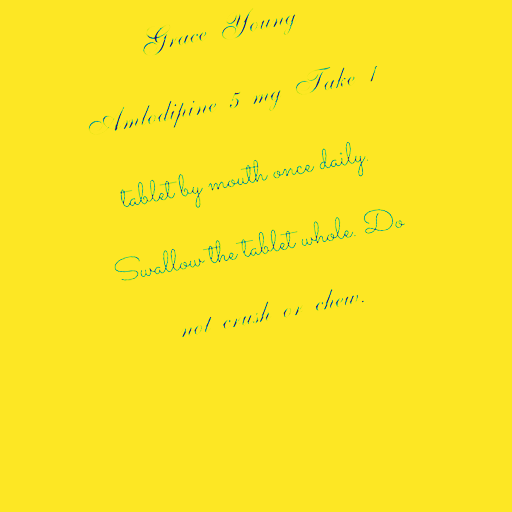 Grace Young
Amlodipine 5 mg Take 1
tablet by mouth once daily.
Swallow the tablet whole. Do
not crush or chew.